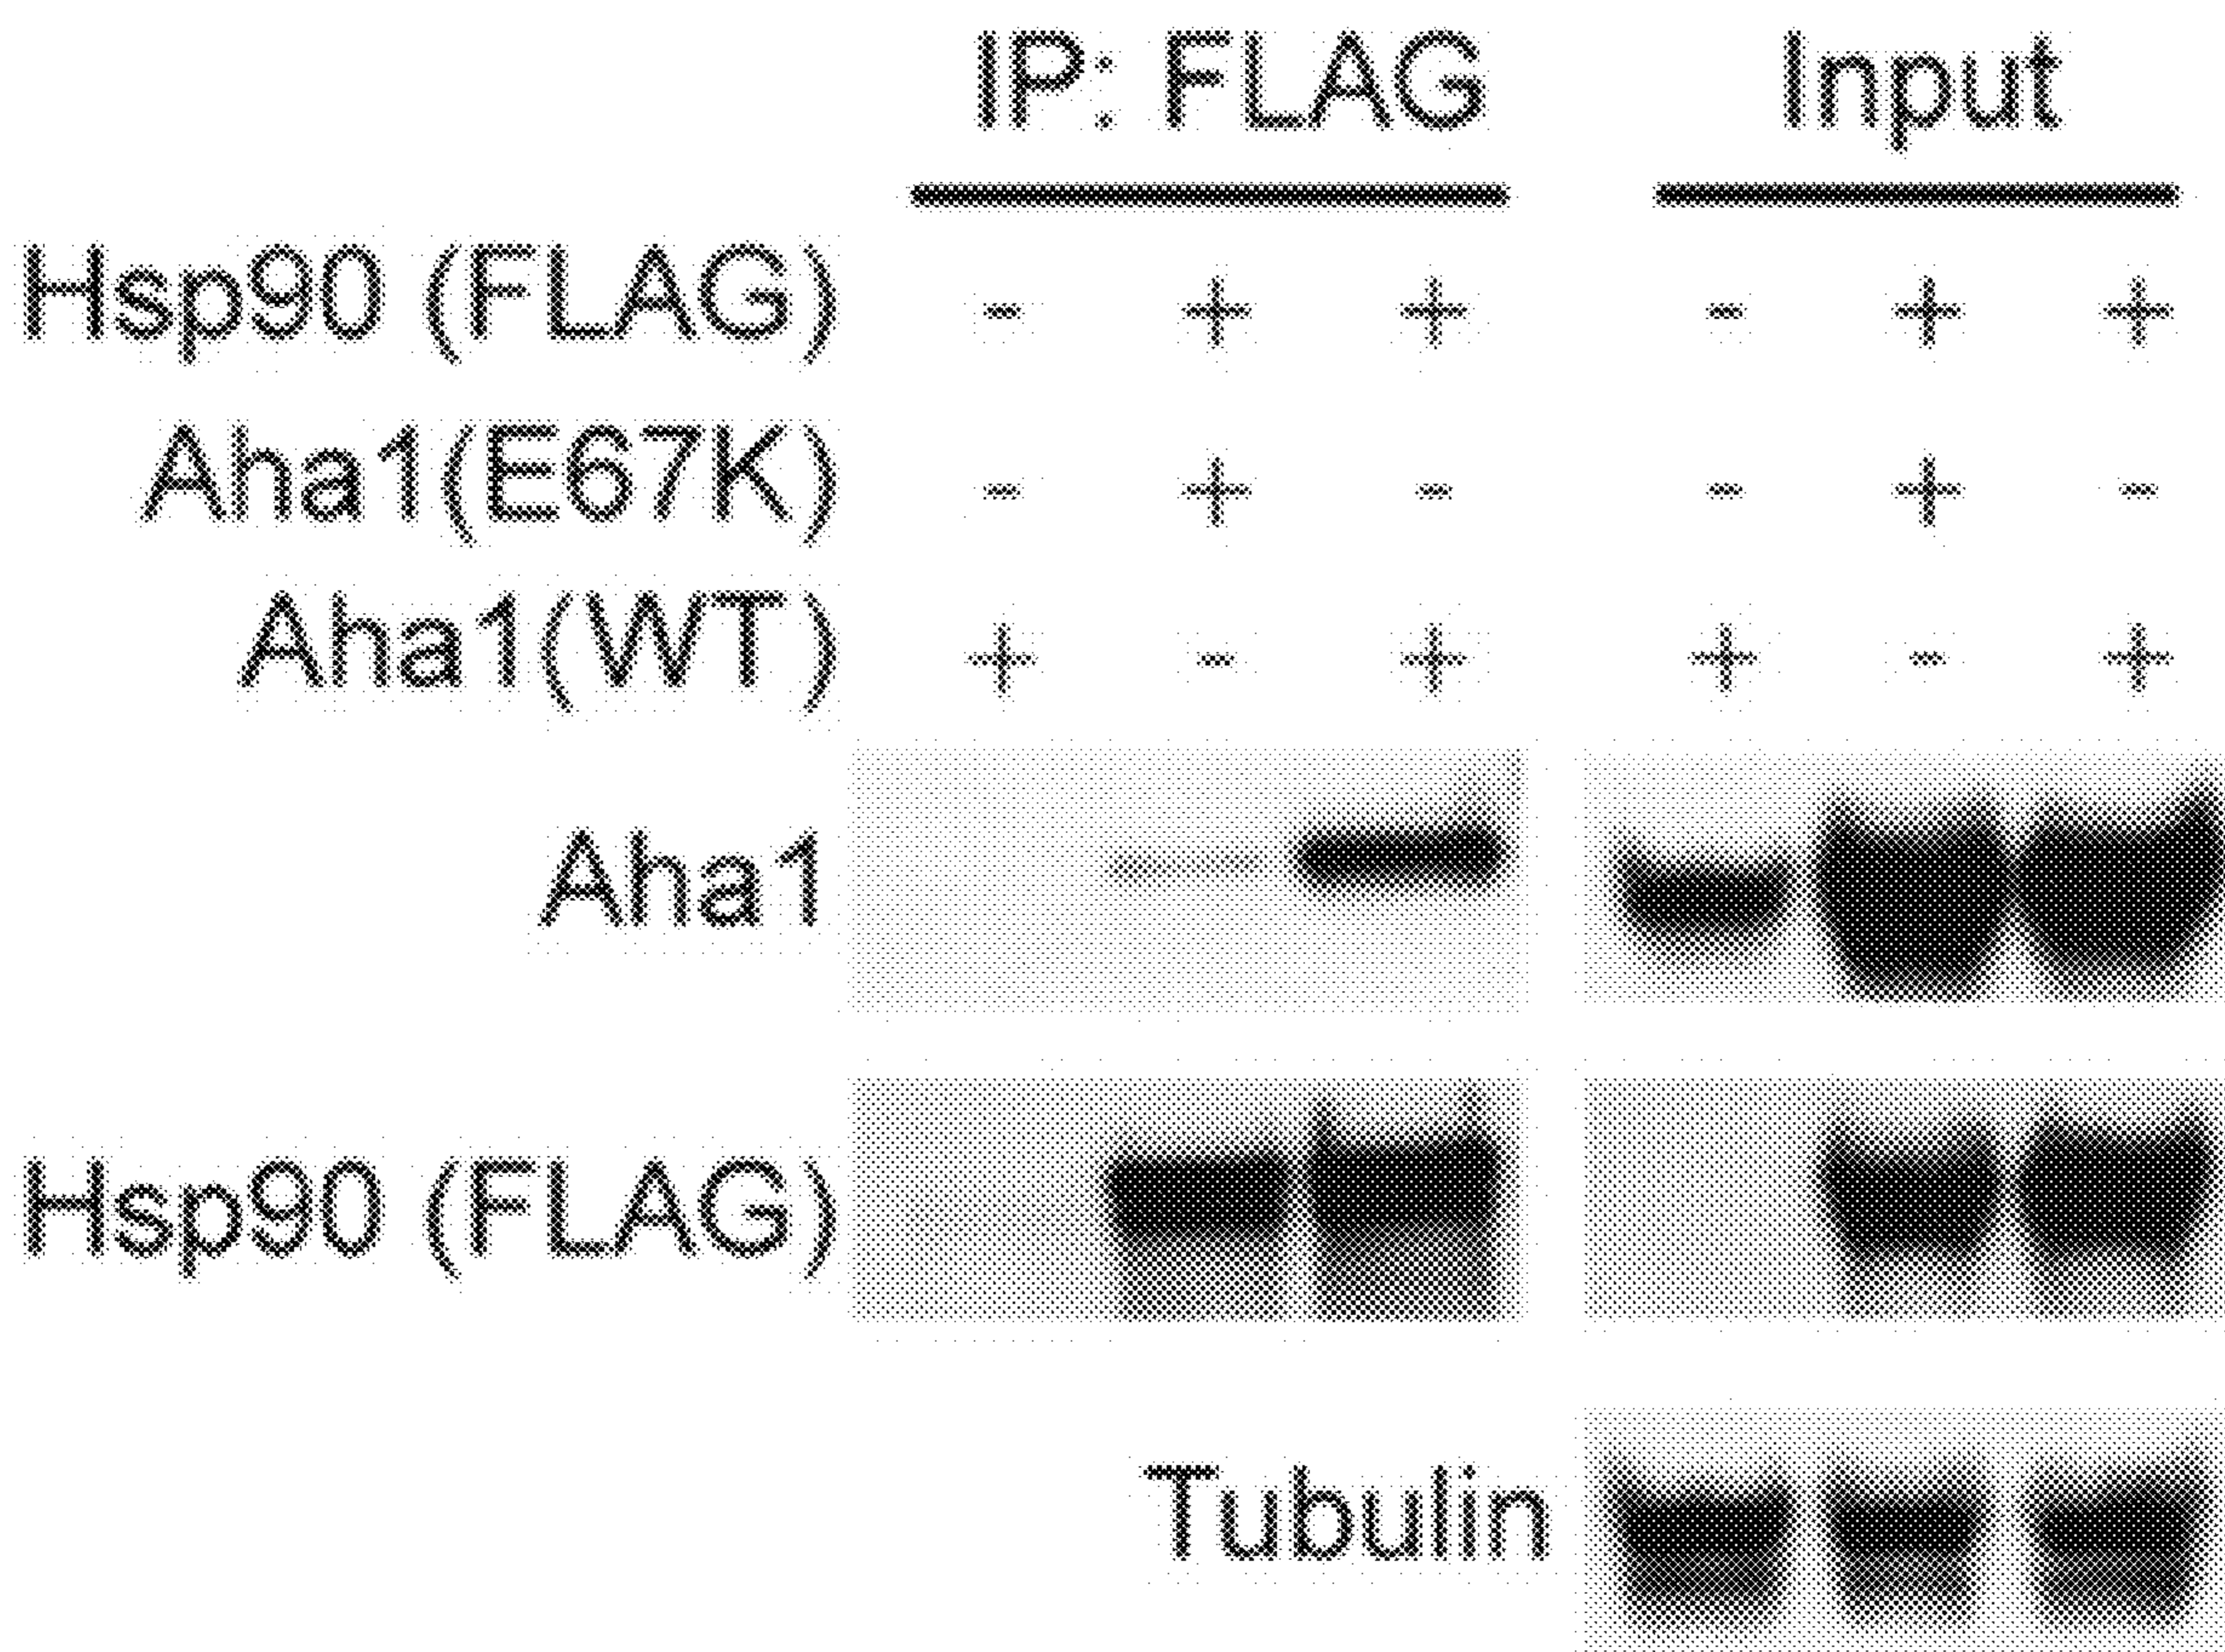 IP: FLAG Input
Hsp90 (FLAG) - + + - + +
Aha1(E67K) - + - - + -
Aha1(WT) + - + + - +
Aha1
Hsp90 (FLAG)
Tubulin